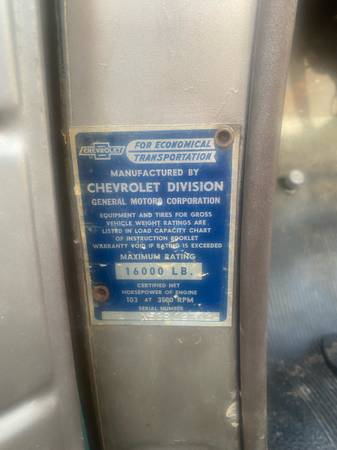 CHEVROLET
FOR ECONOMICAL
TRANSPORTATION
MANUFACTURED BY
CHEVROLET DIVISION
GENERAL MOTORS CORPORATION
EQUIPMENT AND TIRES FOR GROSS
VEHICLE WEIGHT RATINGS ARE
LISTED IN LOAD CAPACITY CHART
OF INSTRUCTION BOOKLET
WARRANTY VOID IF RATING IS EXCEEDED
MAXIMUM RATING
16000 LB.
CERTIFIED NET
HORSEPOWER OF ENGINE
103 AT 3500 RPM
SERIAL NUMBER